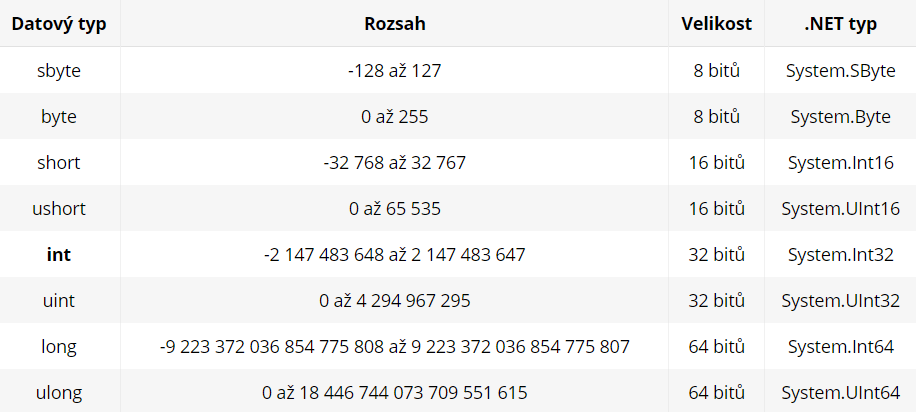 Datový typ Rozsah Velikost .NET typ
sbyte -128 až 127 8 bitů System.SByte
byte 0 až 255 8 bitů System.Byte
short -32 768 až 32 767 16 bitů System.Int16
ushort 0 až 65 535 16 bitů System.UInt16
int -2 147 483 648 až 2 147 483 647 32 bitů System.Int32
uint 0 až 4 294 967 295 32 bitů System.UInt32
long -9 223 372 036 854 775 808 až 9 223 372 036 854 775 807 64 bitů System.Int64
ulong 0 až 18 446 744 073 709 551 615 64 bitů System.UInt64